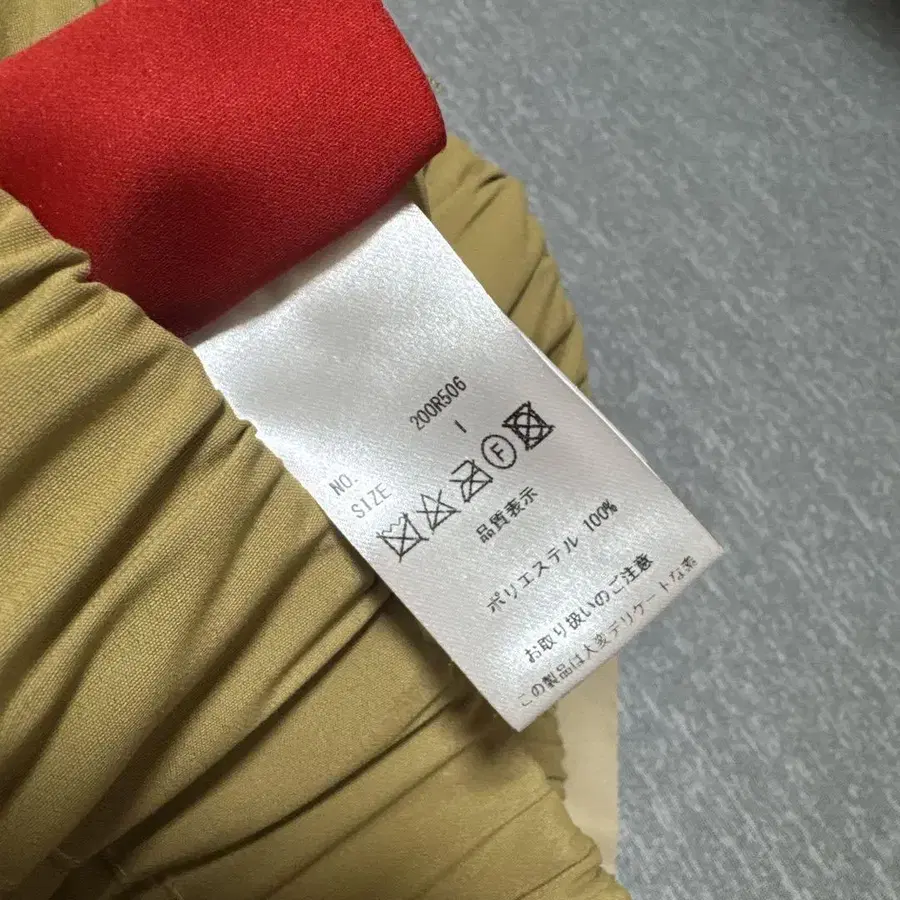 NO. 200R506
SIZE 1
F
品質表示
ポリエステル 100%
お取り扱いのご注意
この製品は大変デリケートな素